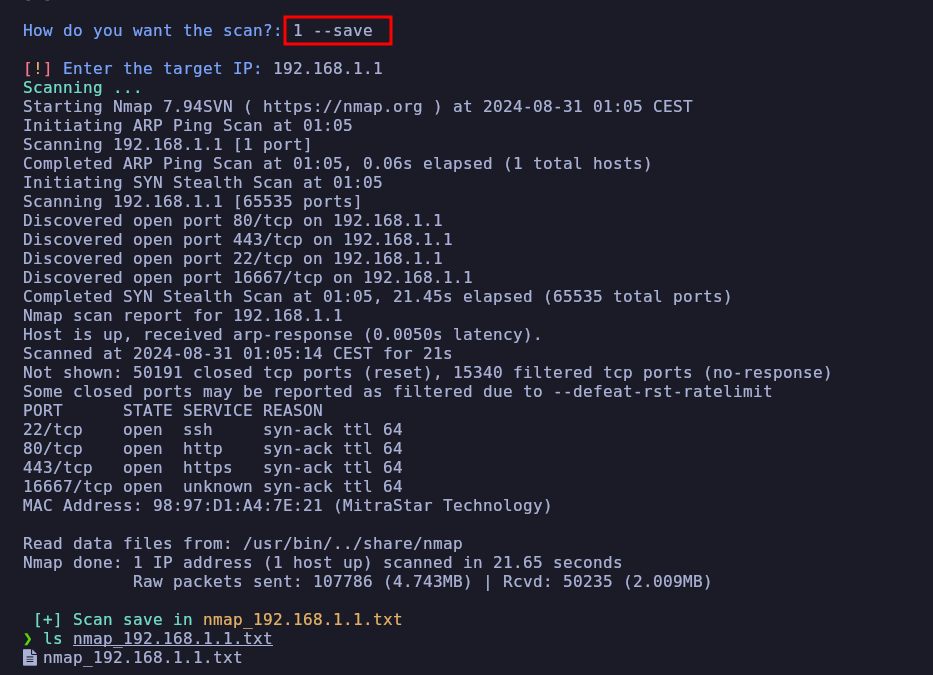 How do you want the scan?: 1 --save
[!] Enter the target IP: 192.168.1.1
Scanning ...
Starting Nmap 7.94SVN ( https://nmap.org ) at 2024-08-31 01:05 CEST
Initiating ARP Ping Scan at 01:05
Scanning 192.168.1.1 [1 port]
Completed ARP Ping Scan at 01:05, 0.06s elapsed (1 total hosts)
Initiating SYN Stealth Scan at 01:05
Scanning 192.168.1.1 [65535 ports]
Discovered open port 80/tcp on 192.168.1.1
Discovered open port 443/tcp on 192.168.1.1
Discovered open port 22/tcp on 192.168.1.1
Discovered open port 16667/tcp on 192.168.1.1
Completed SYN Stealth Scan at 01:05, 21.45s elapsed (65535 total ports)
Nmap scan report for 192.168.1.1
Host is up, received arp-response (0.0050s latency).
Scanned at 2024-08-31 01:05:14 CEST for 21s
Not shown: 50191 closed tcp ports (reset), 15340 filtered tcp ports (no-response)
Some closed ports may be reported as filtered due to --defeat-rst-ratelimit
PORT      STATE SERVICE REASON
22/tcp    open  ssh     syn-ack ttl 64
80/tcp    open  http    syn-ack ttl 64
443/tcp   open  https   syn-ack ttl 64
16667/tcp open  unknown syn-ack ttl 64
MAC Address: 98:97:D1:A4:7E:21 (MitraStar Technology)
Read data files from: /usr/bin/../share/nmap
Nmap done: 1 IP address (1 host up) scanned in 21.65 seconds
           Raw packets sent: 107786 (4.743MB) | Rcvd: 50235 (2.009MB)
[+] Scan save in nmap_192.168.1.1.txt
❯ ls nmap_192.168.1.1.txt
nmap_192.168.1.1.txt